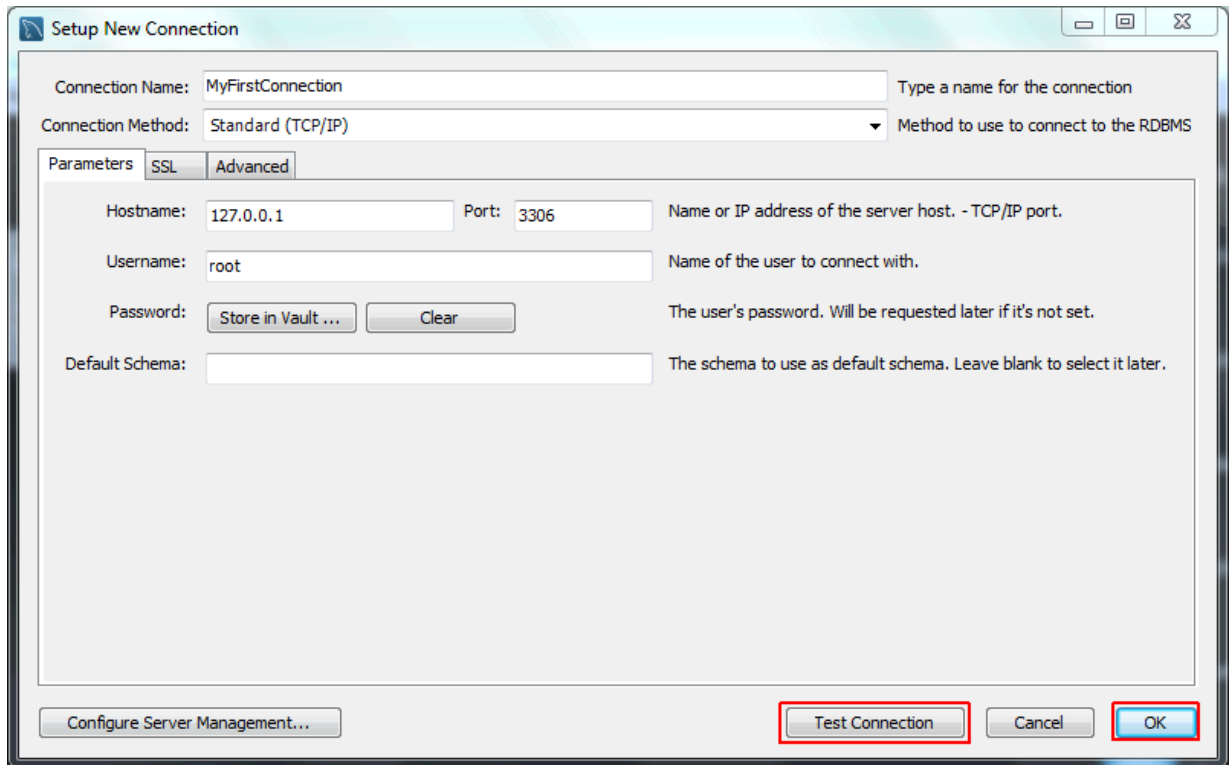 Setup New Connection
Connection Name: MyFirstConnection Type a name for the connection
Connection Method: Standard (TCP/IP) Method to use to connect to the RDBMS
Parameters SSL Advanced
Hostname: 127.0.0.1 Port: 3306 Name or IP address of the server host. - TCP/IP port.
Username: root Name of the user to connect with.
Password: Store in Vault ... Clear The user's password. Will be requested later if it's not set.
Default Schema: The schema to use as default schema. Leave blank to select it later.
Configure Server Management... Test Connection Cancel OK